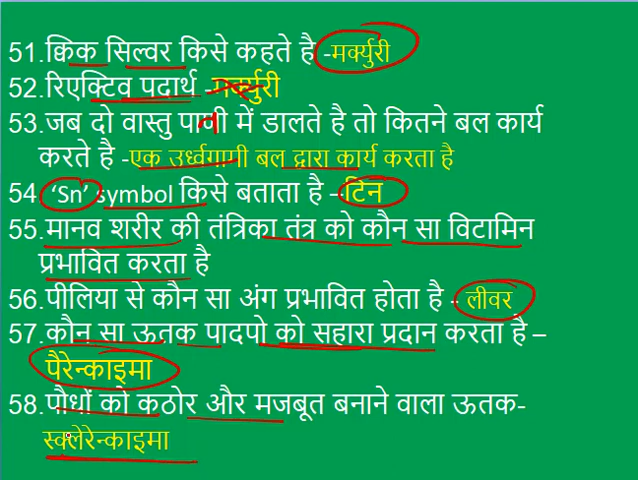 51.क्विक सिल्वर किसे कहते है -मर्क्युरी
52.रिएक्टिव पदार्थ -मर्क्युरी
53.जब दो वास्तु पानी में डालते है तो कितने बल कार्य
करते है -एक उर्ध्वगामी बल द्वारा कार्य करता है
54 ‘Sn’ symbol किसे बताता है –टिन
55.मानव शरीर की तंत्रिका तंत्र को कौन सा विटामिन
प्रभावित करता है
56.पीलिया से कौन सा अंग प्रभावित होता है - लीवर
57.कौन सा ऊतक पादपो को सहारा प्रदान करता है –
पैरेन्काइमा
58.पौधों को कठोर और मजबूत बनाने वाला ऊतक-
स्क्लेरेन्काइमा